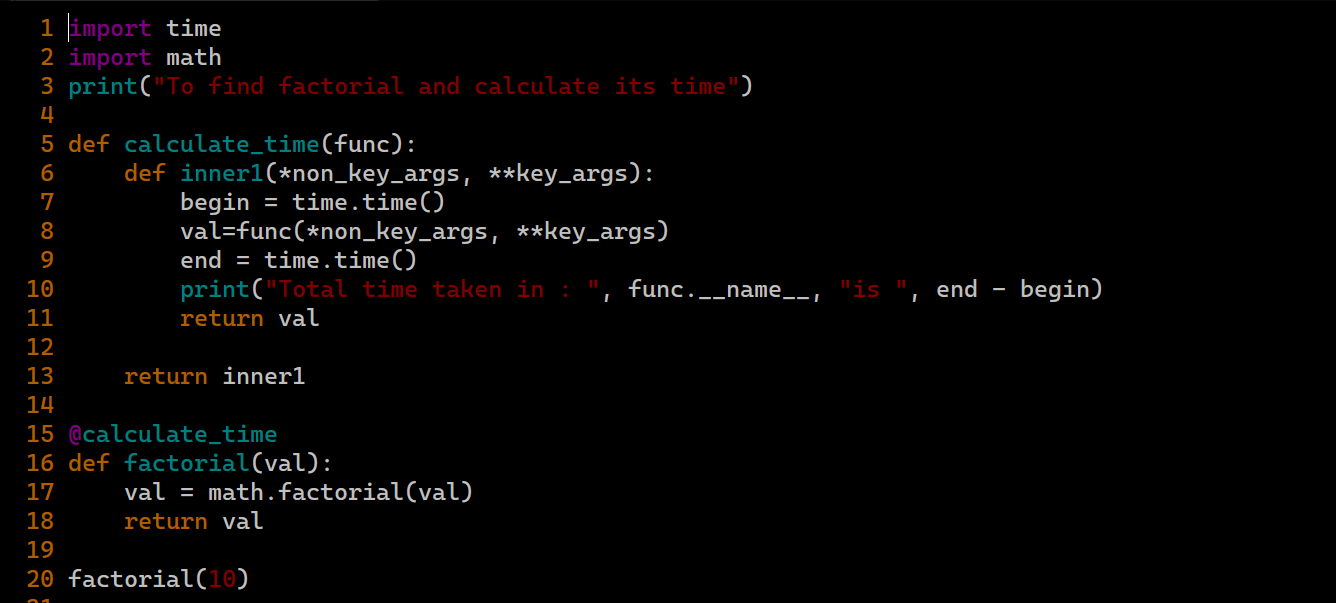 1 import time
2 import math
3 print("To find factorial and calculate its time")
4
5 def calculate_time(func):
6     def inner1(*non_key_args, **key_args):
7         begin = time.time()
8         val=func(*non_key_args, **key_args)
9         end = time.time()
10         print("Total time taken in : ", func.__name__, "is ", end - begin)
11         return val
12
13     return inner1
14
15 @calculate_time
16 def factorial(val):
17     val = math.factorial(val)
18     return val
19
20 factorial(10)
21